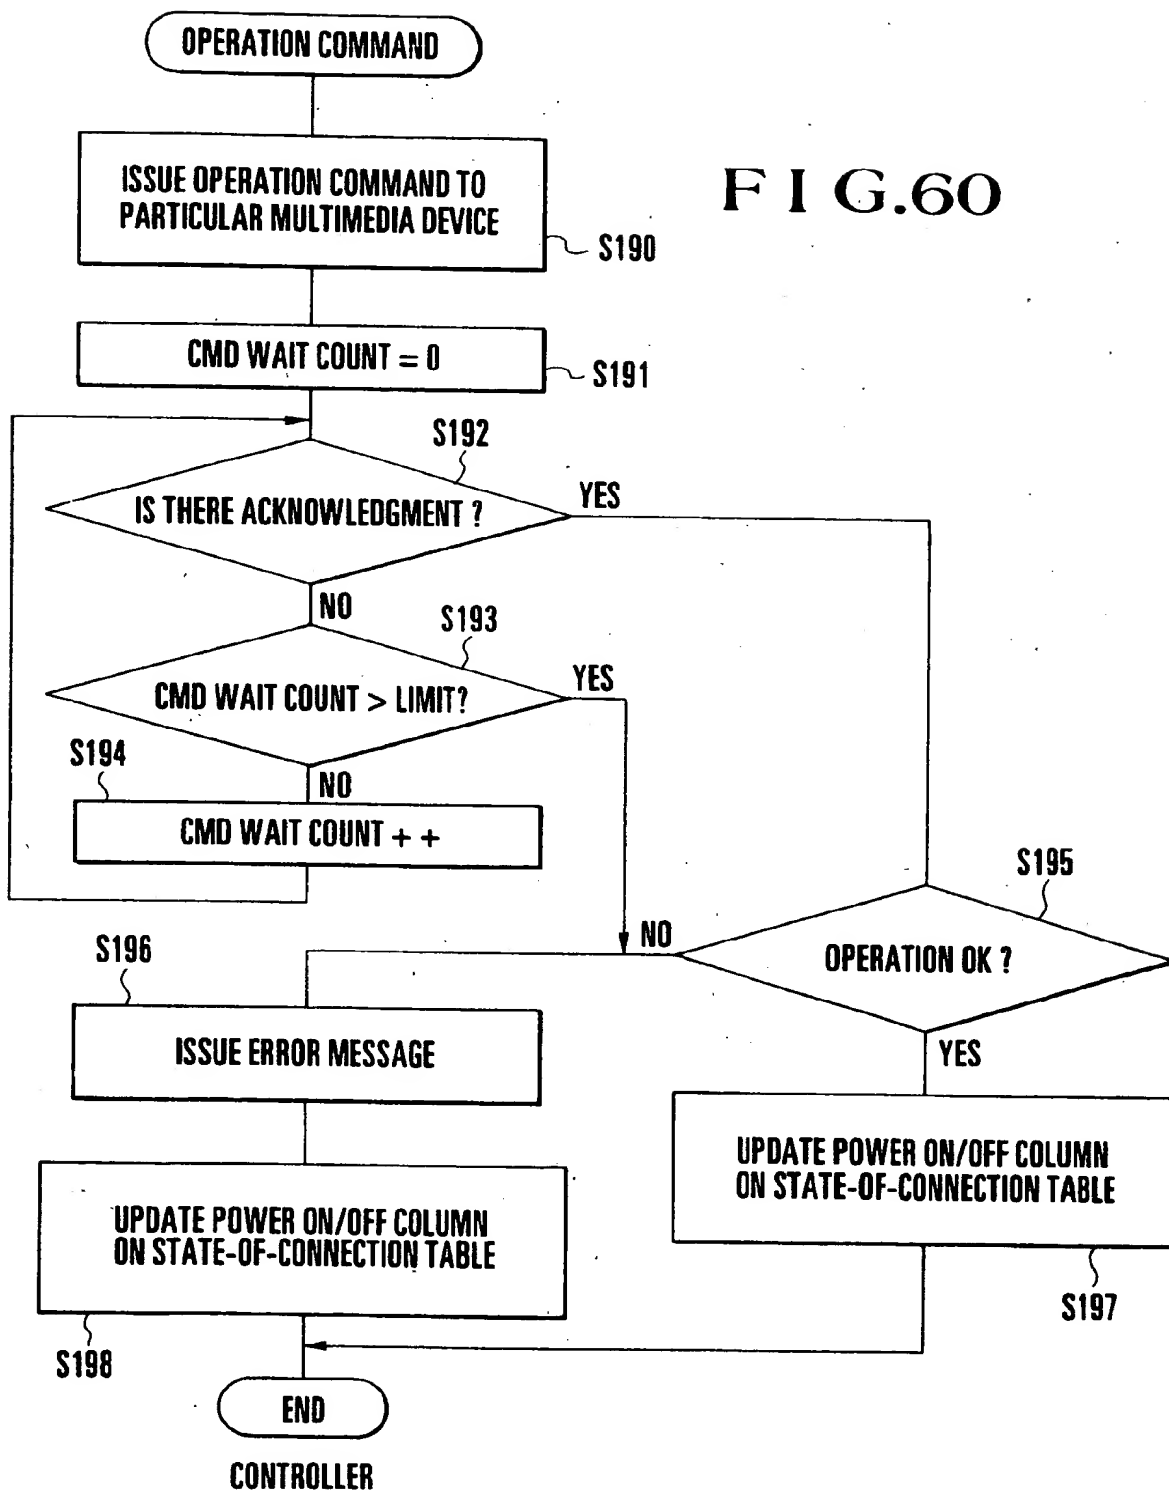 OPERATION COMMAND
FIG.60
ISSUE OPERATION COMMAND TO
PARTICULAR MULTIMEDIA DEVICE
S190
CMD WAIT COUNT = 0
S191
S192
IS THERE ACKNOWLEDGMENT ?
YES
NO
S193
CMD WAIT COUNT > LIMIT?
YES
S194
NO
CMD WAIT COUNT + +
S195
OPERATION OK ?
NO
YES
S196
ISSUE ERROR MESSAGE
UPDATE POWER ON/OFF COLUMN
ON STATE-OF-CONNECTION TABLE
S197
UPDATE POWER ON/OFF COLUMN
ON STATE-OF-CONNECTION TABLE
S198
END
CONTROLLER